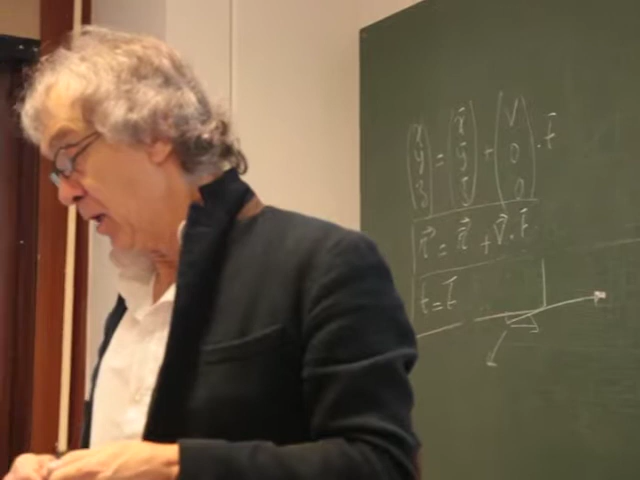 (x y z) = (x̄ ȳ z̄) + (V 0 0) · t̄
r⃗ = r̄⃗ + V⃗ · t̄
t = t̄